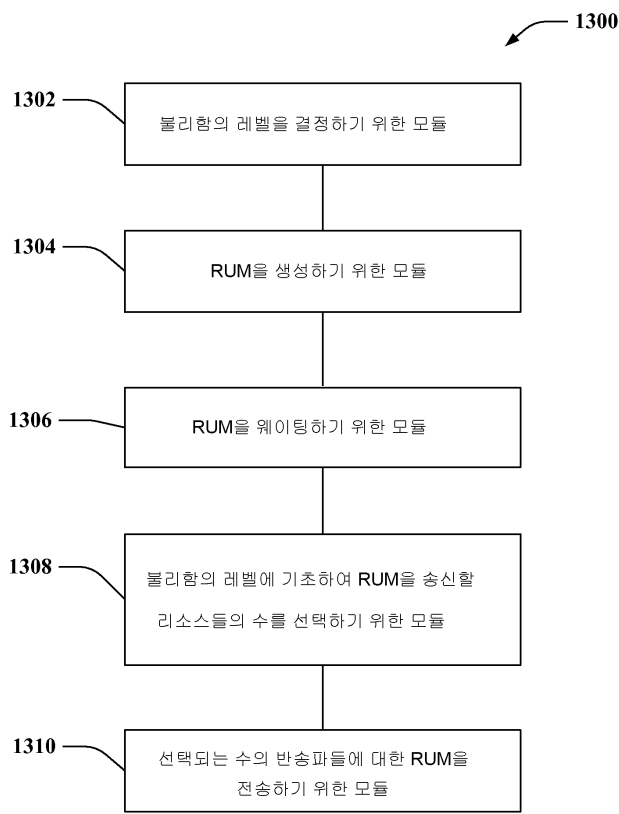 1300
1302
불리함의 레벨을 결정하기 위한 모듈
1304
RUM을 생성하기 위한 모듈
1306
RUM을 웨이팅하기 위한 모듈
1308
불리함의 레벨에 기초하여 RUM을 송신할
리소스들의 수를 선택하기 위한 모듈
1310
선택되는 수의 반송파들에 대한 RUM을
전송하기 위한 모듈